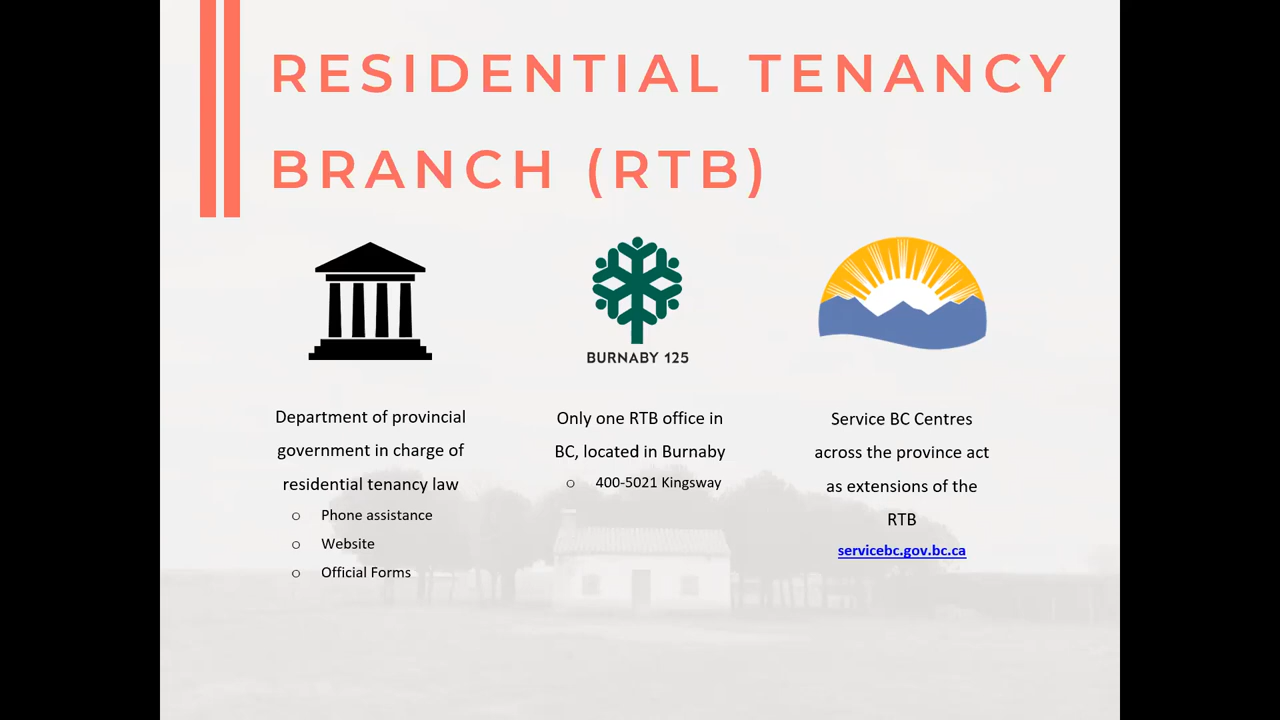 RESIDENTIAL TENANCY
BRANCH (RTB)
BURNABY 125
Department of provincial
government in charge of
residential tenancy law
o Phone assistance
o Website
o Official Forms
Only one RTB office in
BC, located in Burnaby
o 400-5021 Kingsway
Service BC Centres
across the province act
as extensions of the
RTB
servicebc.gov.bc.ca